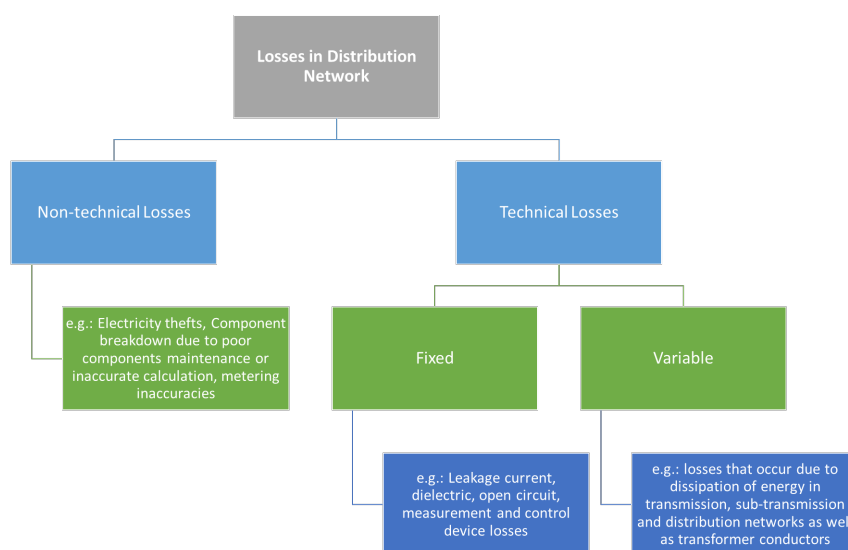 Losses in Distribution
Network
Non-technical Losses
Technical Losses
e.g.: Electricity thefts, Component
breakdown due to poor
components maintenance or
inaccurate calculation, metering
inaccuracies
Fixed
Variable
e.g.: Leakage current,
dielectric, open circuit,
measurement and control
device losses
e.g.: losses that occur due to
dissipation of energy in
transmission, sub-transmission
and distribution networks as well
as transformer conductors